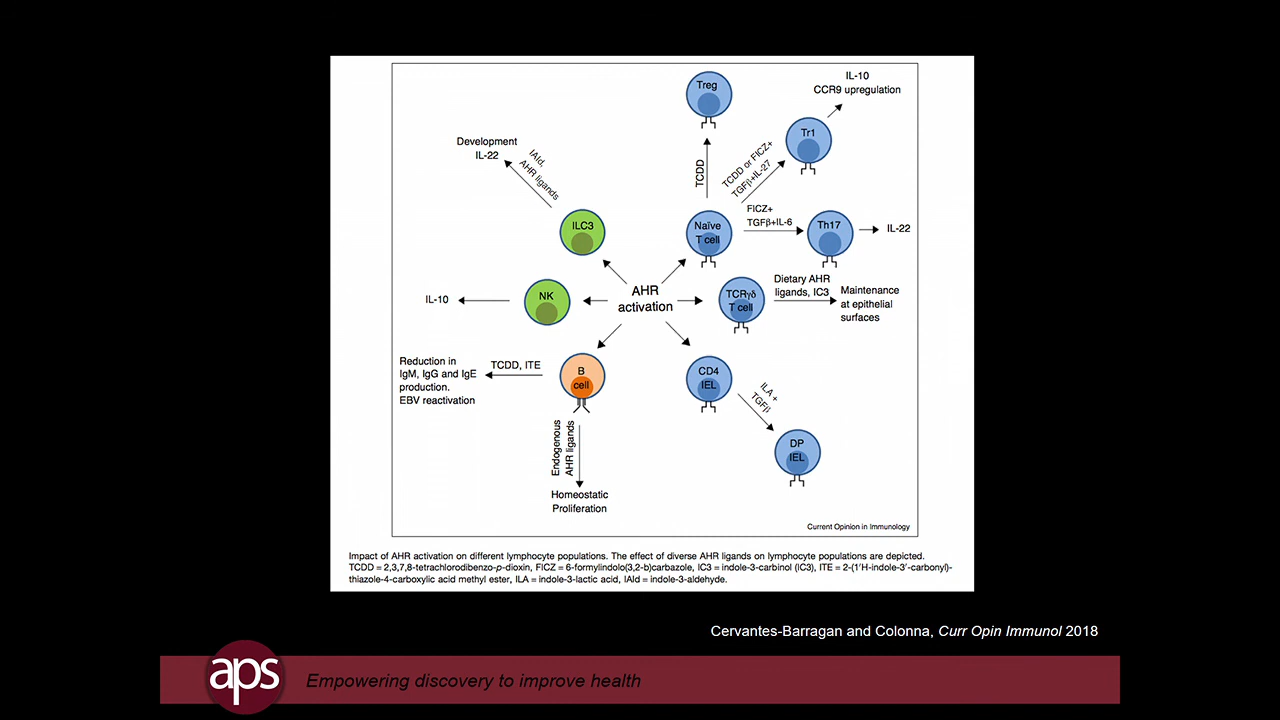 Treg
IL-10
CCR9 upregulation
Tr1
Development
IL-22
IAld,
AHR ligands
TCDD
TCDD or FICZ+
TGFβ+IL-27
ILC3
Naïve
T cell
FICZ+
TGFβ+IL-6
Th17
IL-22
NK
IL-10
AHR
activation
TCRγδ
T cell
Dietary AHR
ligands, IC3
Maintenance
at epithelial
surfaces
Reduction in
IgM, IgG and IgE
production.
EBV reactivation
TCDD, ITE
B
cell
CD4
IEL
ILA +
TGFβ
DP
IEL
Endogenous
AHR ligands
Homeostatic
Proliferation
Current Opinion in Immunology
Impact of AHR activation on different lymphocyte populations. The effect of diverse AHR ligands on lymphocyte populations are depicted.
TCDD = 2,3,7,8-tetrachlorodibenzo-p-dioxin, FICZ = 6-formylindolo(3,2-b)carbazole, IC3 = indole-3-carbinol (IC3), ITE = 2-(1′H-indole-3′-carbonyl)-
thiazole-4-carboxylic acid methyl ester, ILA = indole-3-lactic acid, IAld = indole-3-aldehyde.
Cervantes-Barragan and Colonna, Curr Opin Immunol 2018
aps
Empowering discovery to improve health